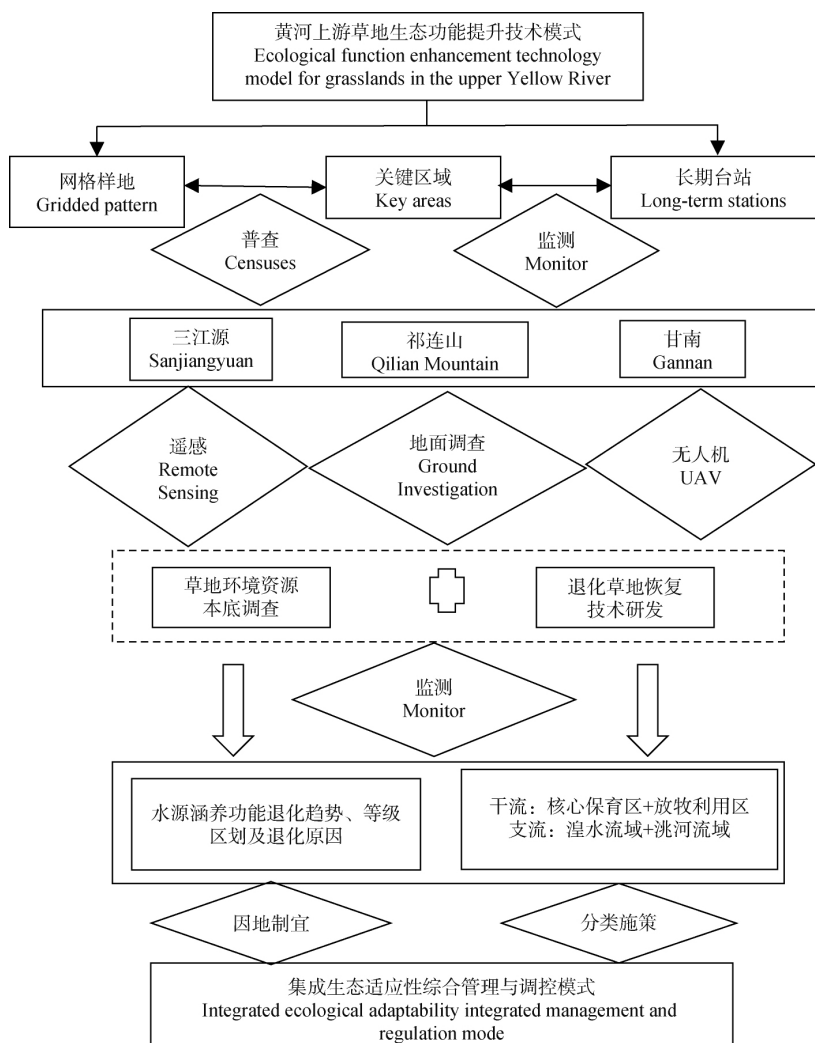 黄河上游草地生态功能提升技术模式
Ecological function enhancement technology
model for grasslands in the upper Yellow River
网格样地
Gridded pattern
关键区域
Key areas
长期台站
Long-term stations
普查
Censuses
监测
Monitor
三江源
Sanjiangyuan
祁连山
Qilian Mountain
甘南
Gannan
遥感
Remote
Sensing
地面调查
Ground
Investigation
无人机
UAV
草地环境资源
本底调查
退化草地恢复
技术研发
监测
Monitor
水源涵养功能退化趋势、等级
区划及退化原因
干流：核心保育区+放牧利用区
支流：湟水流域+洮河流域
因地制宜
分类施策
集成生态适应性综合管理与调控模式
Integrated ecological adaptability integrated management and
regulation mode